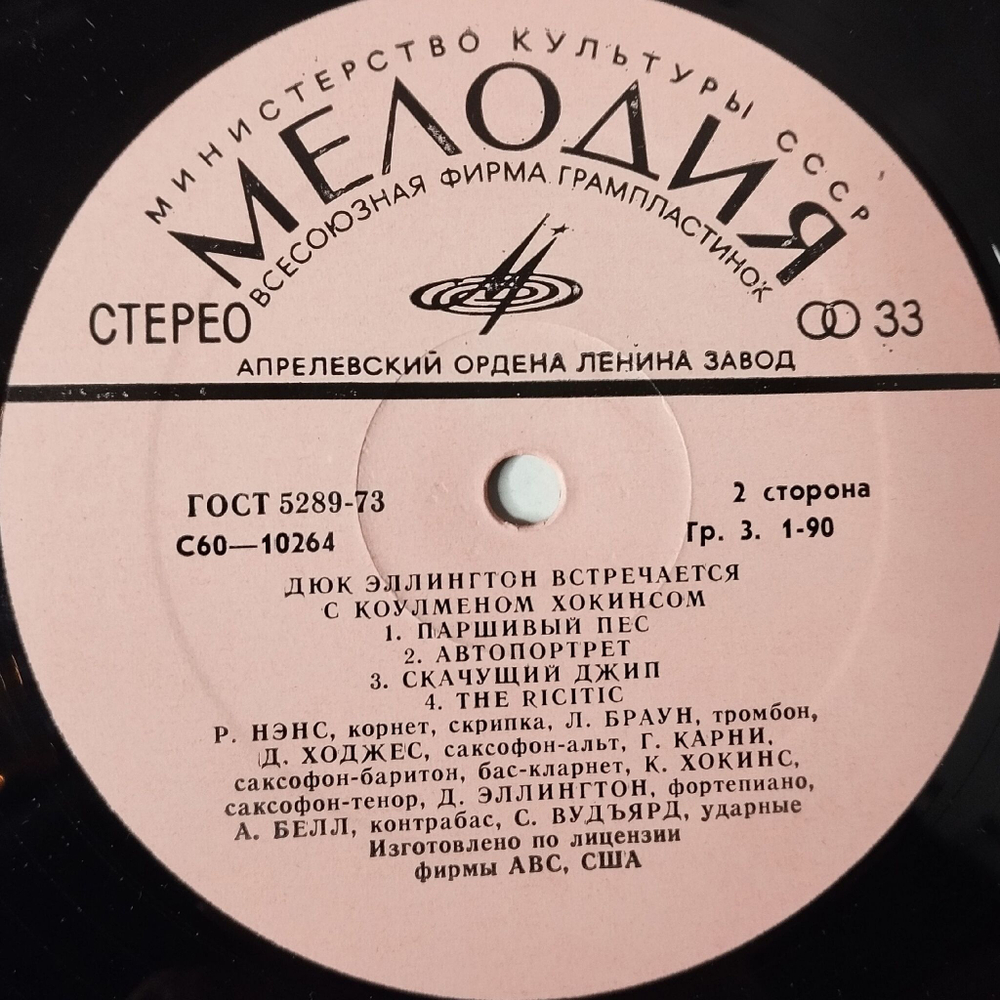 МИНИСТЕРСТВО КУЛЬТУРЫ СССР
МЕЛОДИЯ
ВСЕСОЮЗНАЯ ФИРМА ГРАМПЛАСТИНОК
СТЕРЕО
33
АПРЕЛЕВСКИЙ ОРДЕНА ЛЕНИНА ЗАВОД
ГОСТ 5289-73
2 сторона
С60—10264
Гр. 3. 1-90
ДЮК ЭЛЛИНГТОН ВСТРЕЧАЕТСЯ
С КОУЛМЕНОМ ХОКИНСОМ
1. ПАРШИВЫЙ ПЕС
2. АВТОПОРТРЕТ
3. СКАЧУЩИЙ ДЖИП
4. THE RICITIC
Р. НЭНС, корнет, скрипка, Л. БРАУН, тромбон,
Д. ХОДЖЕС, саксофон-альт, Г. КАРНИ,
саксофон-баритон, бас-кларнет, К. ХОКИНС,
саксофон-тенор, Д. ЭЛЛИНГТОН, фортепиано,
А. БЕЛЛ, контрабас, С. ВУДЪЯРД, ударные
Изготовлено по лицензии
фирмы АВС, США